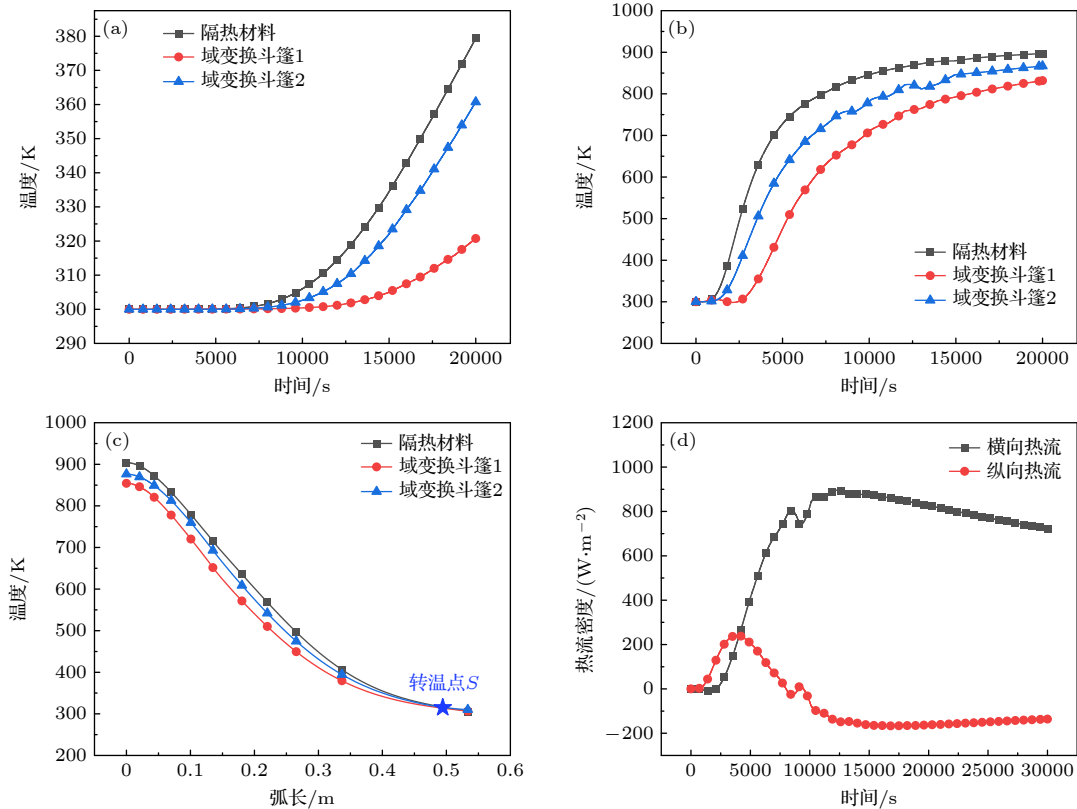 (a)
隔热材料
域变换斗篷1
域变换斗篷2
380
370
360
350
340
330
320
310
300
290
温度/K
0 5000 10000 15000 20000
时间/s
(b)
隔热材料
域变换斗篷1
域变换斗篷2
1000
900
800
700
600
500
400
300
200
温度/K
0 5000 10000 15000 20000
时间/s
(c)
隔热材料
域变换斗篷1
域变换斗篷2
转温点S
1000
900
800
700
600
500
400
300
200
温度/K
0 0.1 0.2 0.3 0.4 0.5 0.6
弧长/m
(d)
横向热流
纵向热流
1200
1000
800
600
400
200
0
−200
热流密度/(W·m−2)
0 5000 10000 15000 20000 25000 30000
时间/s